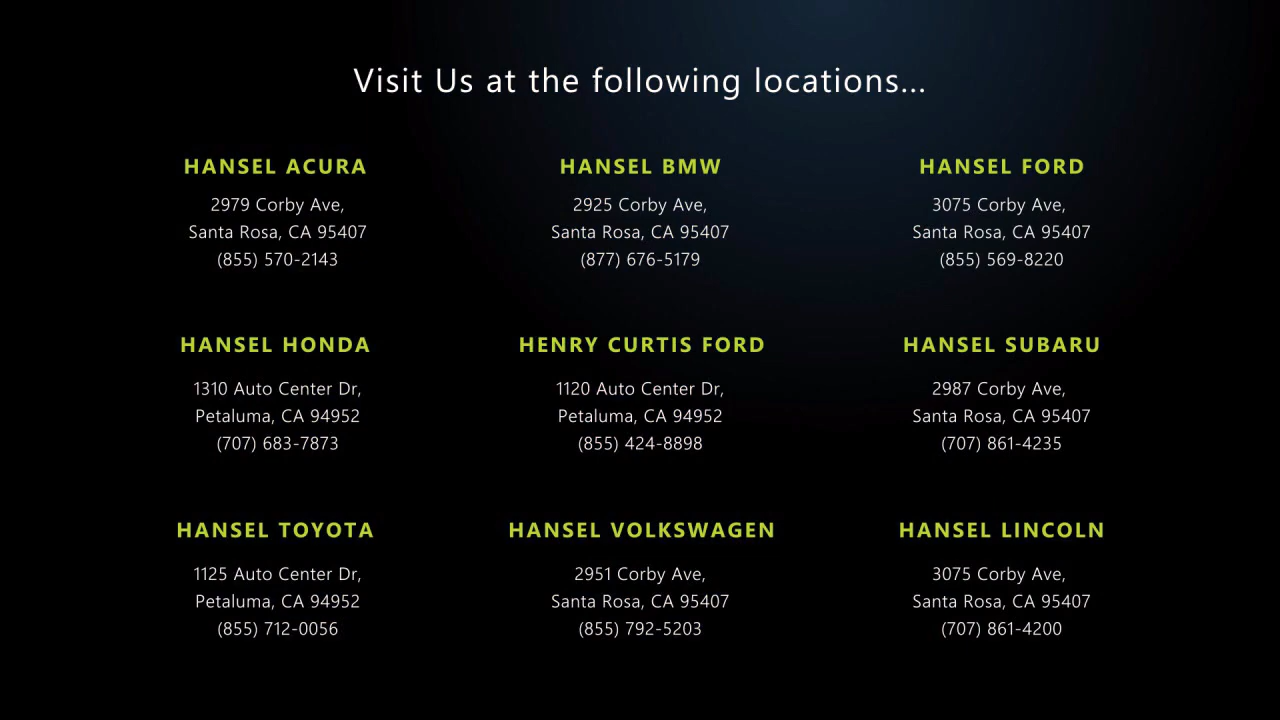 Visit Us at the following locations...
HANSEL ACURA
2979 Corby Ave,
Santa Rosa, CA 95407
(855) 570-2143
HANSEL BMW
2925 Corby Ave,
Santa Rosa, CA 95407
(877) 676-5179
HANSEL FORD
3075 Corby Ave,
Santa Rosa, CA 95407
(855) 569-8220
HANSEL HONDA
1310 Auto Center Dr,
Petaluma, CA 94952
(707) 683-7873
HENRY CURTIS FORD
1120 Auto Center Dr,
Petaluma, CA 94952
(855) 424-8898
HANSEL SUBARU
2987 Corby Ave,
Santa Rosa, CA 95407
(707) 861-4235
HANSEL TOYOTA
1125 Auto Center Dr,
Petaluma, CA 94952
(855) 712-0056
HANSEL VOLKSWAGEN
2951 Corby Ave,
Santa Rosa, CA 95407
(855) 792-5203
HANSEL LINCOLN
3075 Corby Ave,
Santa Rosa, CA 95407
(707) 861-4200